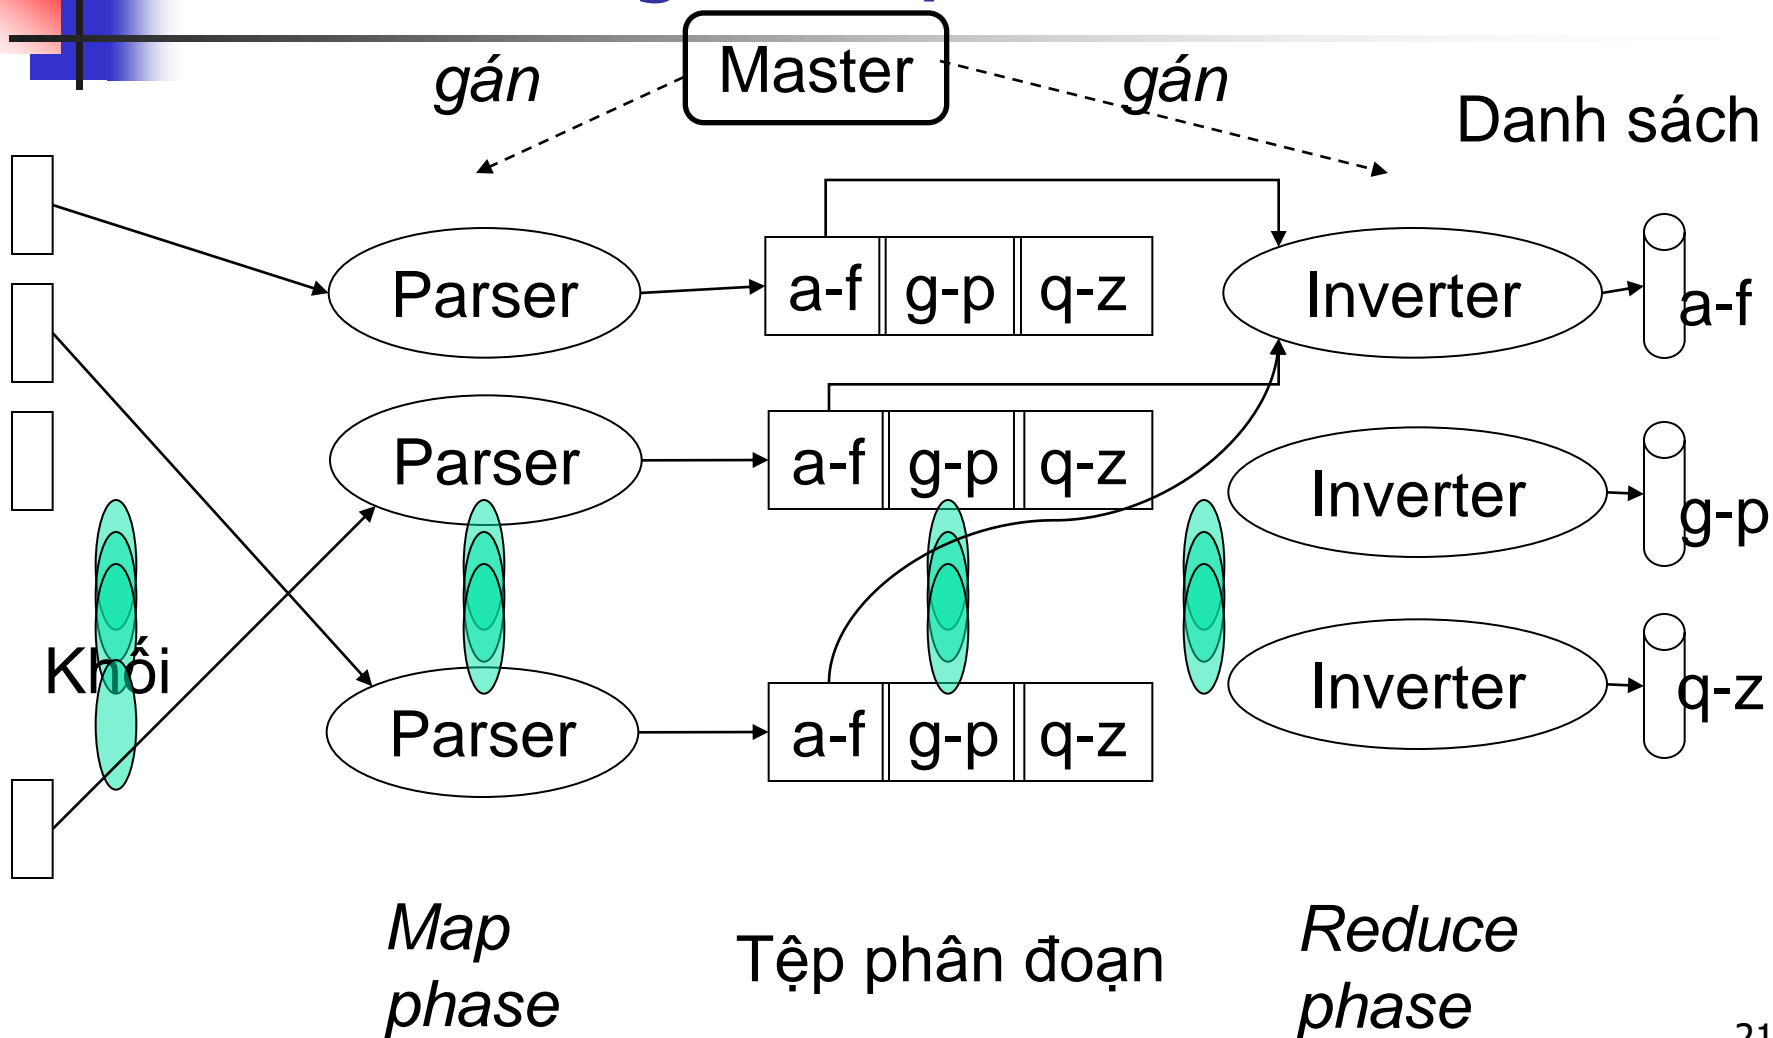 Master
gán
gán
Danh sách
Parser
a-f g-p q-z
Inverter
a-f
Parser
a-f g-p q-z
Inverter
g-p
Khối
Parser
a-f g-p q-z
Inverter
q-z
Map
phase
Tệp phân đoạn
Reduce
phase
21